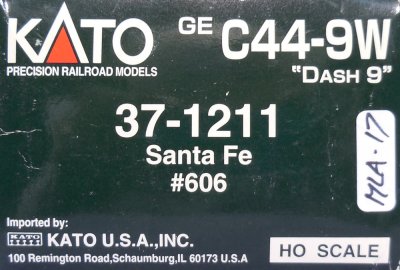 KATO
PRECISION RAILROAD MODELS
GE C44-9W
"DASH 9"
37-1211
Santa Fe
#606
MLA-17
Imported by:
KATO KATO U.S.A.,INC.
100 Remington Road,Schaumburg,IL 60173 U.S.A
HO SCALE